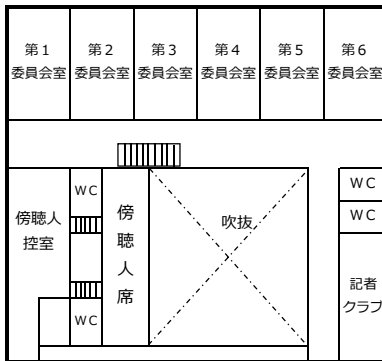 第1
委員会室
第2
委員会室
第3
委員会室
第4
委員会室
第5
委員会室
第6
委員会室
WC
WC
傍聴人
控室
傍
聴
人
席
吹抜
WC
WC
記者
クラブ